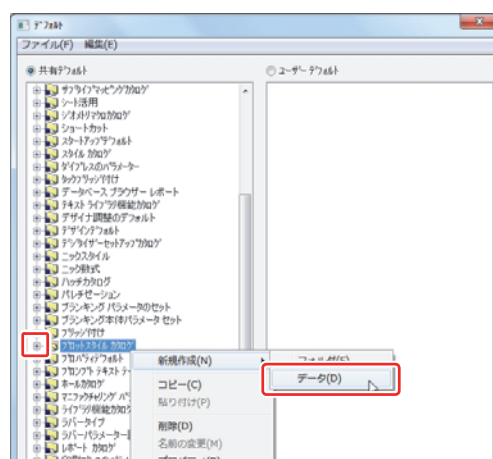 デフォルト
ファイル(F) 編集(E)
共有デフォルト
ユーザーデフォルト
サブライブマッピングカタログ
シート活用
ジオメトリマクロカタログ
ショートカット
スタートアップデフォルト
スタイル カタログ
ダイプレスのパラメーター
タックブリッジ付け
データベース ブラウザー レポート
テキスト ライブラリ機能カタログ
デザイナ調整のデフォルト
デザインデフォルト
デジタイザーセットアップカタログ
ニックスタイル
ニック数式
ハッチカタログ
パレチゼーション
ブランキング パラメータのセット
ブランキング本体パラメータ セット
ブリッジ付け
プロットスタイル カタログ
プロパティデフォルト
プロンプト テキスト デー
ホールカタログ
マニファクチャリング パ
ライブラリ機能カタログ
ラバータイプ
ラバーパラメーター
レポート カタログ
新規作成(N)
コピー(C)
貼り付け(P)
削除(D)
名前の変更(M)
データ(D)